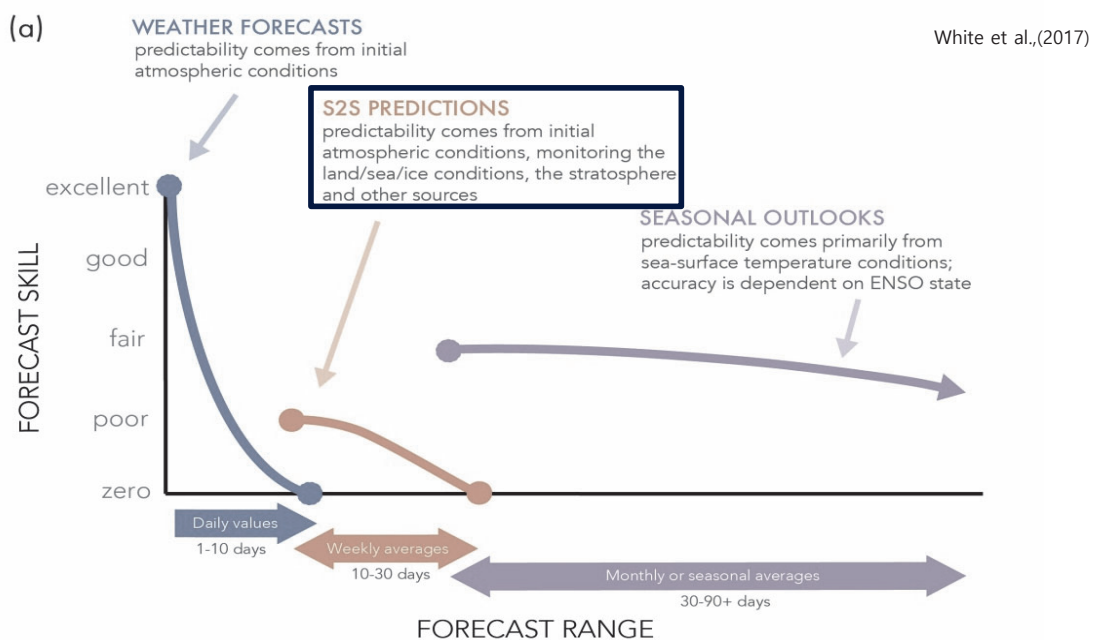 (a)
WEATHER FORECASTS
predictability comes from initial
atmospheric conditions
White et al.,(2017)
S2S PREDICTIONS
predictability comes from initial
atmospheric conditions, monitoring the
land/sea/ice conditions, the stratosphere
and other sources
SEASONAL OUTLOOKS
predictability comes primarily from
sea-surface temperature conditions;
accuracy is dependent on ENSO state
FORECAST SKILL
excellent
good
fair
poor
zero
Daily values
1-10 days
Weekly averages
10-30 days
Monthly or seasonal averages
30-90+ days
FORECAST RANGE